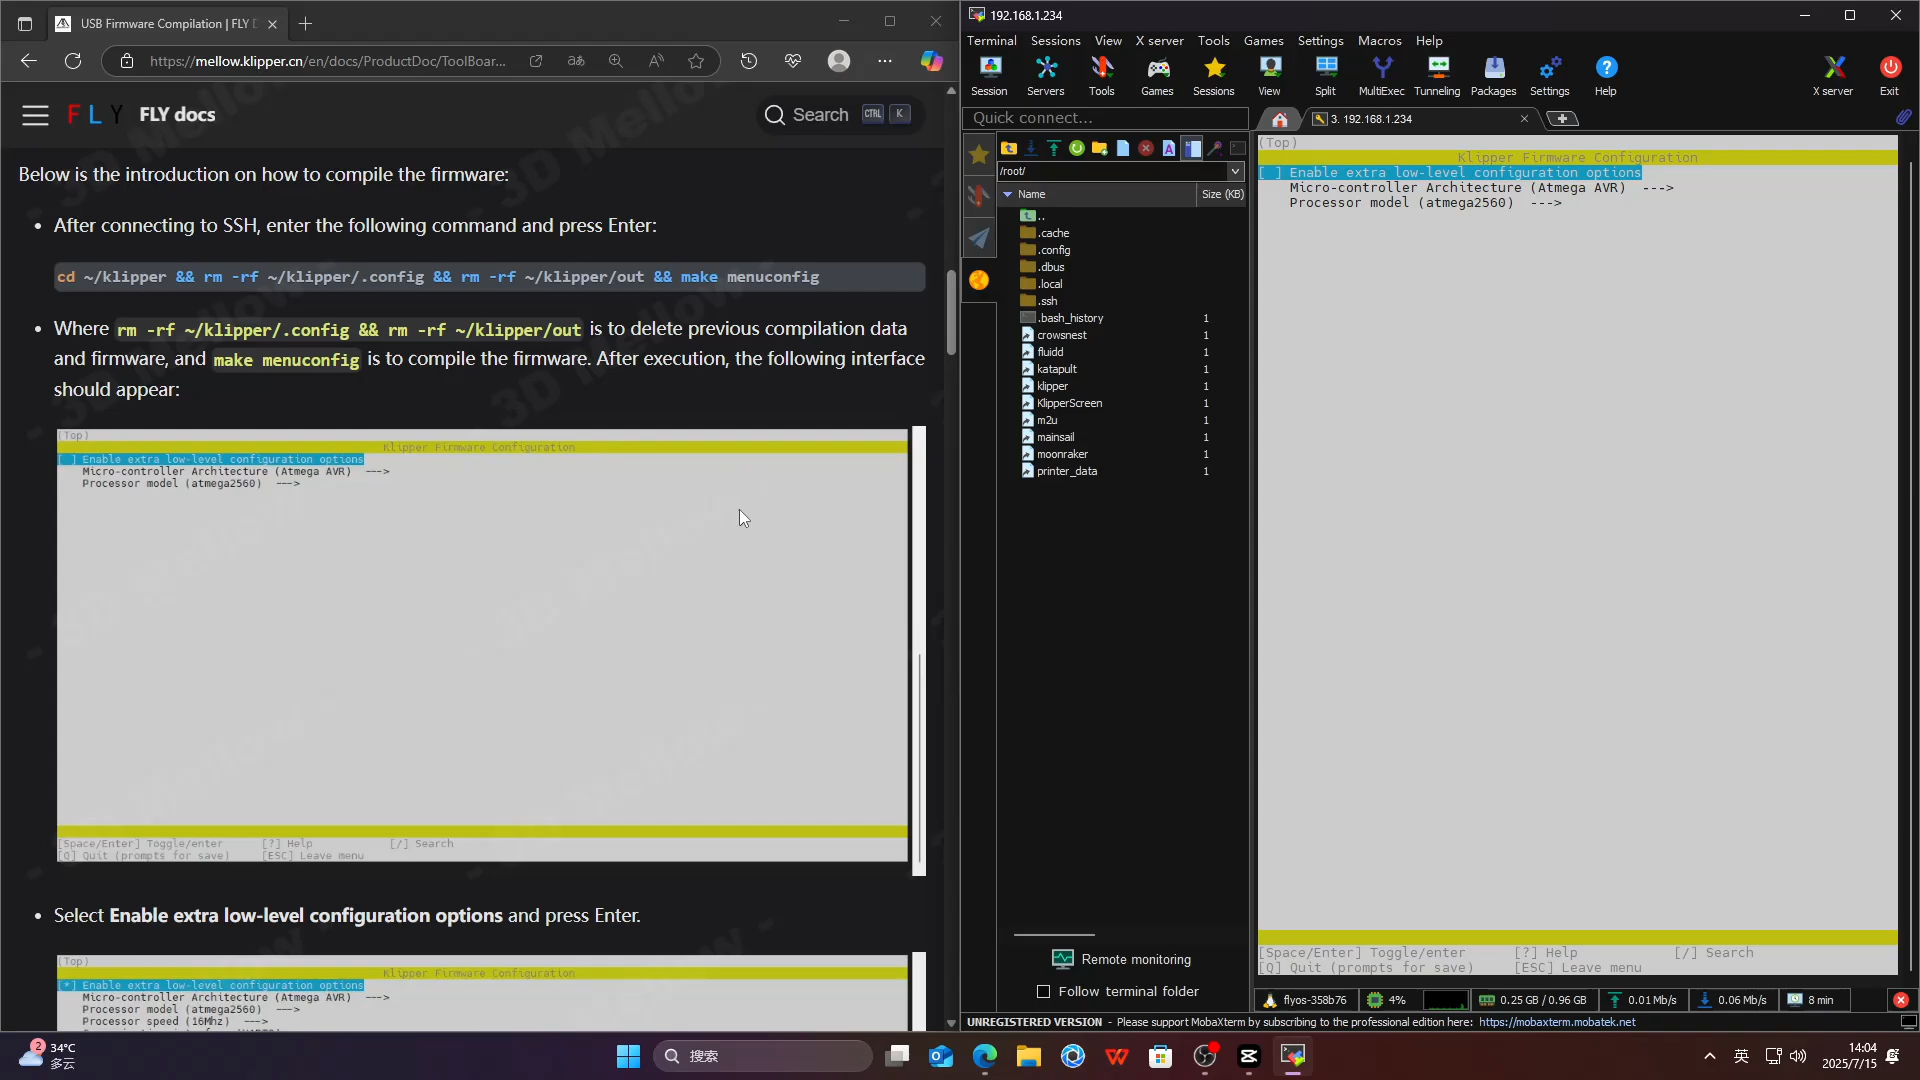 USB Firmware Compilation | FLY D
https://mellow.klipper.cn/en/docs/ProductDoc/ToolBoar...
FLY
FLY docs
Search
CTRL
K
Below is the introduction on how to compile the firmware:
After connecting to SSH, enter the following command and press Enter:
cd ~/klipper && rm -rf ~/klipper/.config && rm -rf ~/klipper/out && make menuconfig
Where rm -rf ~/klipper/.config && rm -rf ~/klipper/out is to delete previous compilation data
and firmware, and make menuconfig is to compile the firmware. After execution, the following interface
should appear:
(Top)
Klipper Firmware Configuration
[ ] Enable extra low-level configuration options
Micro-controller Architecture (Atmega AVR) --->
Processor model (atmega2560) --->
[Space/Enter] Toggle/enter [?] Help [/] Search
[Q] Quit (prompts for save) [ESC] Leave menu
Select Enable extra low-level configuration options and press Enter.
(Top)
Klipper Firmware Configuration
[*] Enable extra low-level configuration options
Micro-controller Architecture (Atmega AVR) --->
Processor model (atmega2560) --->
Processor speed (16Mhz) --->
192.168.1.234
Terminal Sessions View X server Tools Games Settings Macros Help
Session Servers Tools Games Sessions View Split MultiExec Tunneling Packages Settings Help X server Exit
Quick connect...
3. 192.168.1.234
/root/
Name Size (KB)
..
.cache
.config
.dbus
.local
.ssh
.bash_history 1
crowsnest 1
fluidd 1
katapult 1
klipper 1
KlipperScreen 1
m2u 1
mainsail 1
moonraker 1
printer_data 1
Remote monitoring
Follow terminal folder
(Top)
Klipper Firmware Configuration
[ ] Enable extra low-level configuration options
Micro-controller Architecture (Atmega AVR) --->
Processor model (atmega2560) --->
[Space/Enter] Toggle/enter [?] Help [/] Search
[Q] Quit (prompts for save) [ESC] Leave menu
flyos-358b76 4% 0.25 GB / 0.96 GB 0.01 Mb/s 0.06 Mb/s 8 min
UNREGISTERED VERSION - Please support MobaXterm by subscribing to the professional edition here: https://mobaxterm.mobatek.net
2
34°C
多云
搜索
英
14:04
2025/7/15